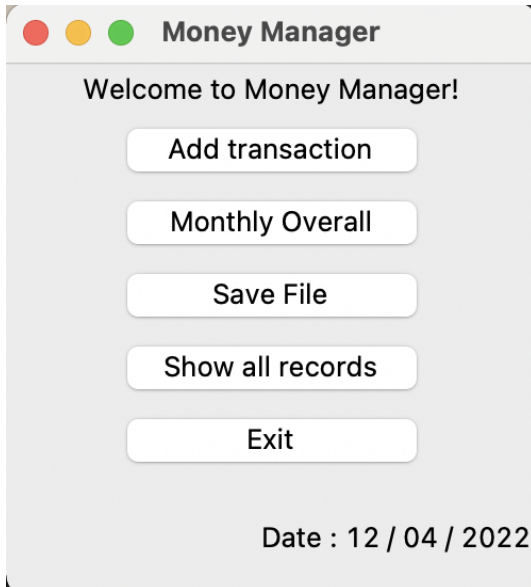 Money Manager
Welcome to Money Manager!
Add transaction
Monthly Overall
Save File
Show all records
Exit
Date : 12 / 04 / 2022